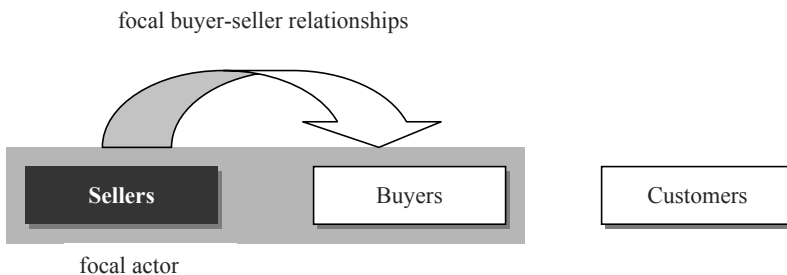 focal buyer-seller relationships
Sellers
Buyers
Customers
focal actor